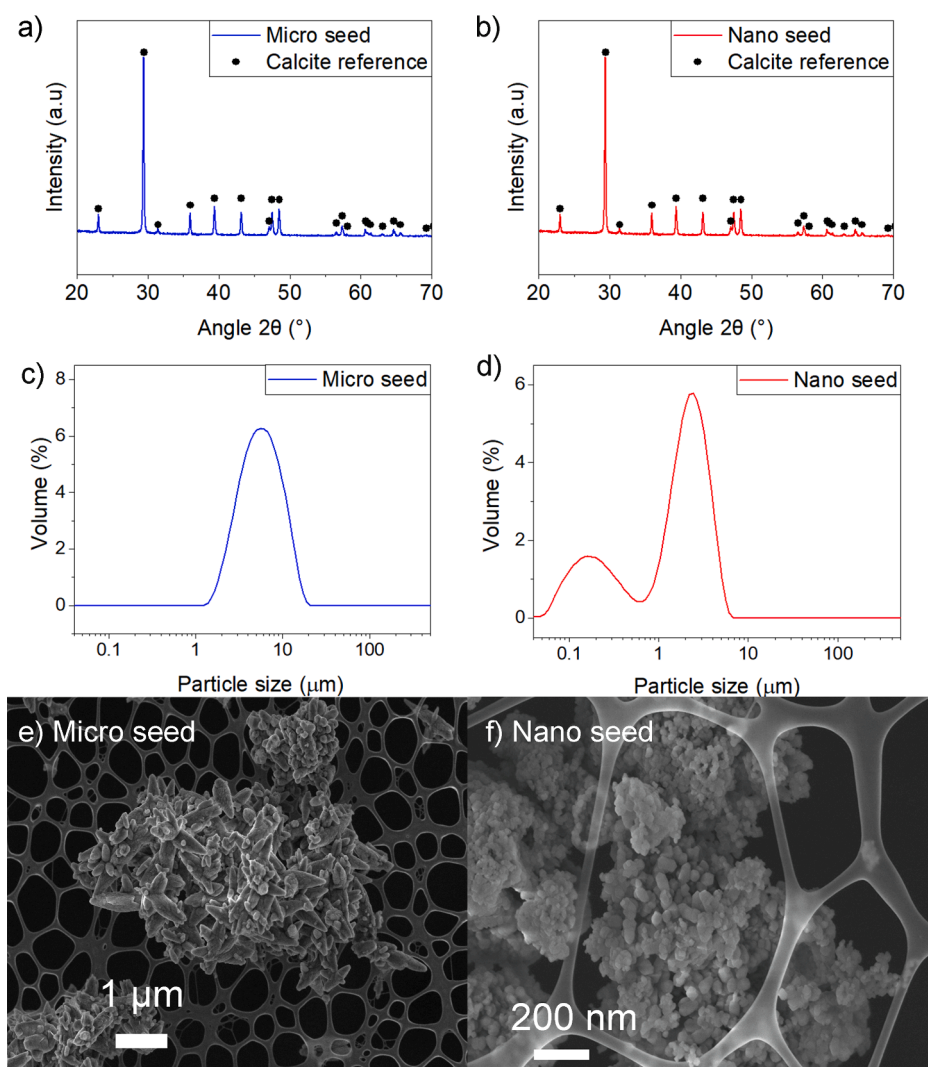 a)
Micro seed
Calcite reference
Intensity (a.u)
20 30 40 50 60 70
Angle 2θ (°)
b)
Nano seed
Calcite reference
Intensity (a.u)
20 30 40 50 60 70
Angle 2θ (°)
c)
Micro seed
8
6
4
2
0
Volume (%)
0.1 1 10 100
Particle size (μm)
d)
Nano seed
6
4
2
0
Volume (%)
0.1 1 10 100
Particle size (μm)
e) Micro seed
1 μm
f) Nano seed
200 nm